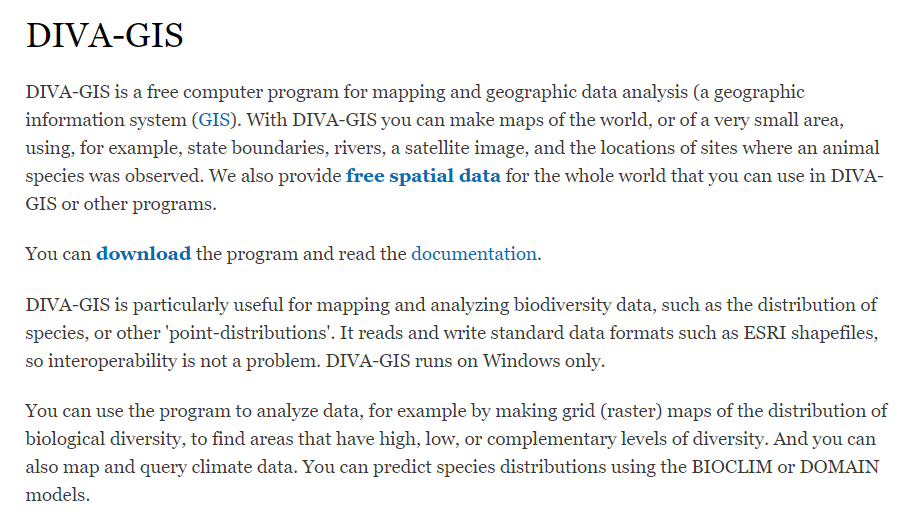 DIVA-GIS
DIVA-GIS is a free computer program for mapping and geographic data analysis (a geographic
information system (GIS). With DIVA-GIS you can make maps of the world, or of a very small area,
using, for example, state boundaries, rivers, a satellite image, and the locations of sites where an animal
species was observed. We also provide free spatial data for the whole world that you can use in DIVA-
GIS or other programs.
You can download the program and read the documentation.
DIVA-GIS is particularly useful for mapping and analyzing biodiversity data, such as the distribution of
species, or other 'point-distributions'. It reads and write standard data formats such as ESRI shapefiles,
so interoperability is not a problem. DIVA-GIS runs on Windows only.
You can use the program to analyze data, for example by making grid (raster) maps of the distribution of
biological diversity, to find areas that have high, low, or complementary levels of diversity. And you can
also map and query climate data. You can predict species distributions using the BIOCLIM or DOMAIN
models.